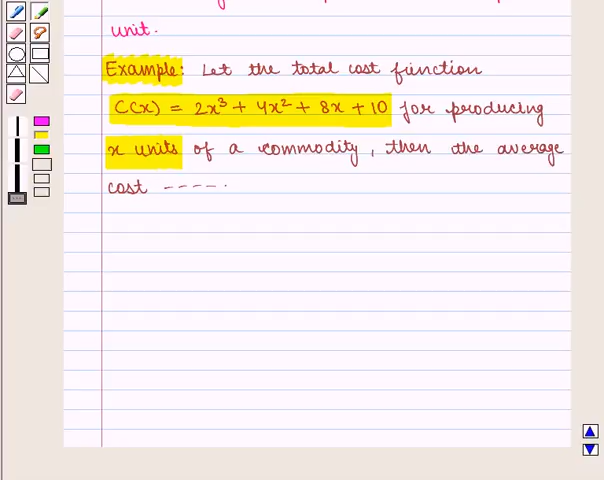 unit.
Example: Let the total cost function
C(x) = 2x³ + 4x² + 8x + 10 for producing
x units of a commodity, then the average
cost -----.